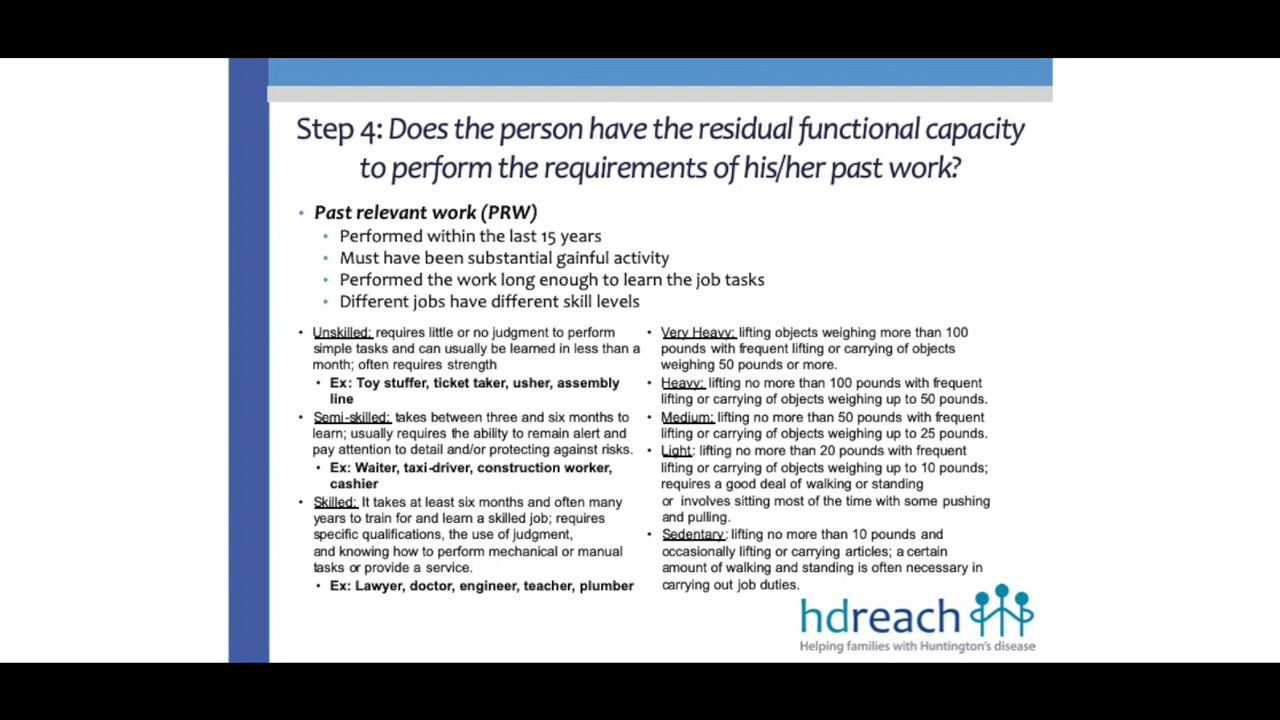 Step 4: Does the person have the residual functional capacity
to perform the requirements of his/her past work?
• Past relevant work (PRW)
• Performed within the last 15 years
• Must have been substantial gainful activity
• Performed the work long enough to learn the job tasks
• Different jobs have different skill levels
• Unskilled: requires little or no judgment to perform
simple tasks and can usually be learned in less than a
month; often requires strength
• Ex: Toy stuffer, ticket taker, usher, assembly
line
• Semi-skilled: takes between three and six months to
learn; usually requires the ability to remain alert and
pay attention to detail and/or protecting against risks.
• Ex: Waiter, taxi-driver, construction worker,
cashier
• Skilled: It takes at least six months and often many
years to train for and learn a skilled job; requires
specific qualifications, the use of judgment,
and knowing how to perform mechanical or manual
tasks or provide a service.
• Ex: Lawyer, doctor, engineer, teacher, plumber
• Very Heavy: lifting objects weighing more than 100
pounds with frequent lifting or carrying of objects
weighing 50 pounds or more.
• Heavy: lifting no more than 100 pounds with frequent
lifting or carrying of objects weighing up to 50 pounds.
• Medium: lifting no more than 50 pounds with frequent
lifting or carrying of objects weighing up to 25 pounds.
• Light: lifting no more than 20 pounds with frequent
lifting or carrying of objects weighing up to 10 pounds;
requires a good deal of walking or standing
or involves sitting most of the time with some pushing
and pulling.
• Sedentary: lifting no more than 10 pounds and
occasionally lifting or carrying articles; a certain
amount of walking and standing is often necessary in
carrying out job duties.
hdreach
Helping families with Huntington's disease